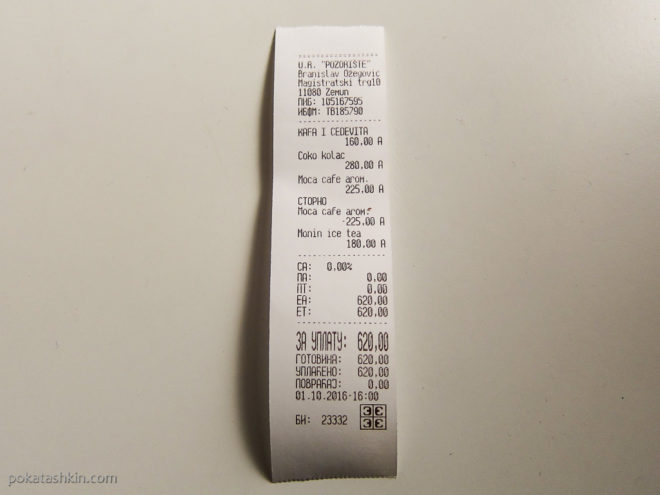 U.R. "POZORIŠTE"
Branislav Ožegovic
Magistratski trg10
11080 Zemun
ПИБ: 105167595
ИБФМ: TB185790
KAFA I CEDEVITA
160,00 A
Coko kolac
280,00 A
Moca cafe arom.
225,00 A
СТОРНО
Moca cafe arom.
-225,00 A
Monin ice tea
180,00 A
СА: 0,00%
ПА: 0,00
ПТ: 0,00
ЕА: 620,00
ЕТ: 620,00
ЗА УПЛАТУ: 620,00
ГОТОВИНА: 620,00
УПЛАЋЕНО: 620,00
ПОВРАЋАЈ: 0,00
01.10.2016-16:00
БИ: 23332
pokatashkin.com